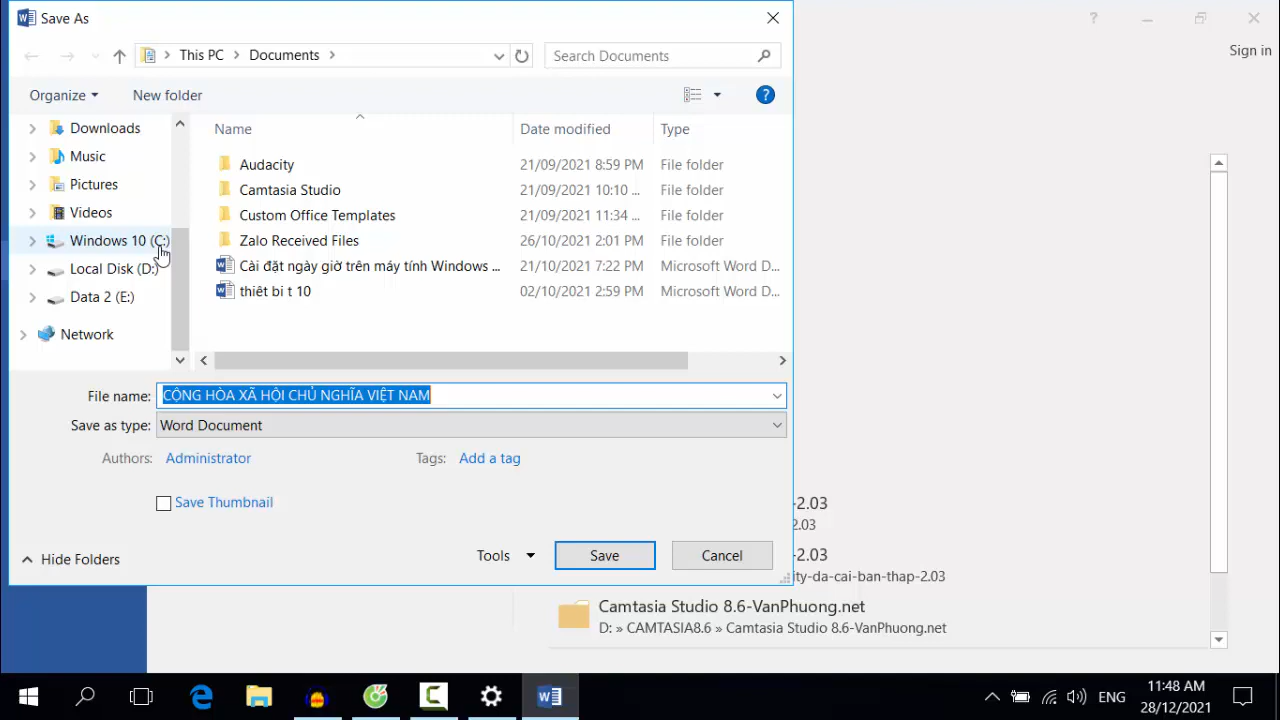 Save As
This PC
Documents
Search Documents
Organize
New folder
?
Downloads
Music
Pictures
Videos
Windows 10 (C:)
Local Disk (D:)
Data 2 (E:)
Network
Name Date modified Type
Audacity 21/09/2021 8:59 PM File folder
Camtasia Studio 21/09/2021 10:10 ... File folder
Custom Office Templates 21/09/2021 11:34 ... File folder
Zalo Received Files 26/10/2021 2:01 PM File folder
Cài đặt ngày giờ trên máy tính Windows ... 21/10/2021 7:22 PM Microsoft Word D...
thiêt bi t 10 02/10/2021 2:59 PM Microsoft Word D...
File name: CỘNG HÒA XÃ HỘI CHỦ NGHĨA VIỆT NAM
Save as type: Word Document
Authors: Administrator Tags: Add a tag
Save Thumbnail
Hide Folders
Tools
Save
Cancel
?
Sign in
-2.03
2.03
-2.03
ity-da-cai-ban-thap-2.03
Camtasia Studio 8.6-VanPhuong.net
D: » CAMTASIA8.6 » Camtasia Studio 8.6-VanPhuong.net
ENG
11:48 AM
28/12/2021